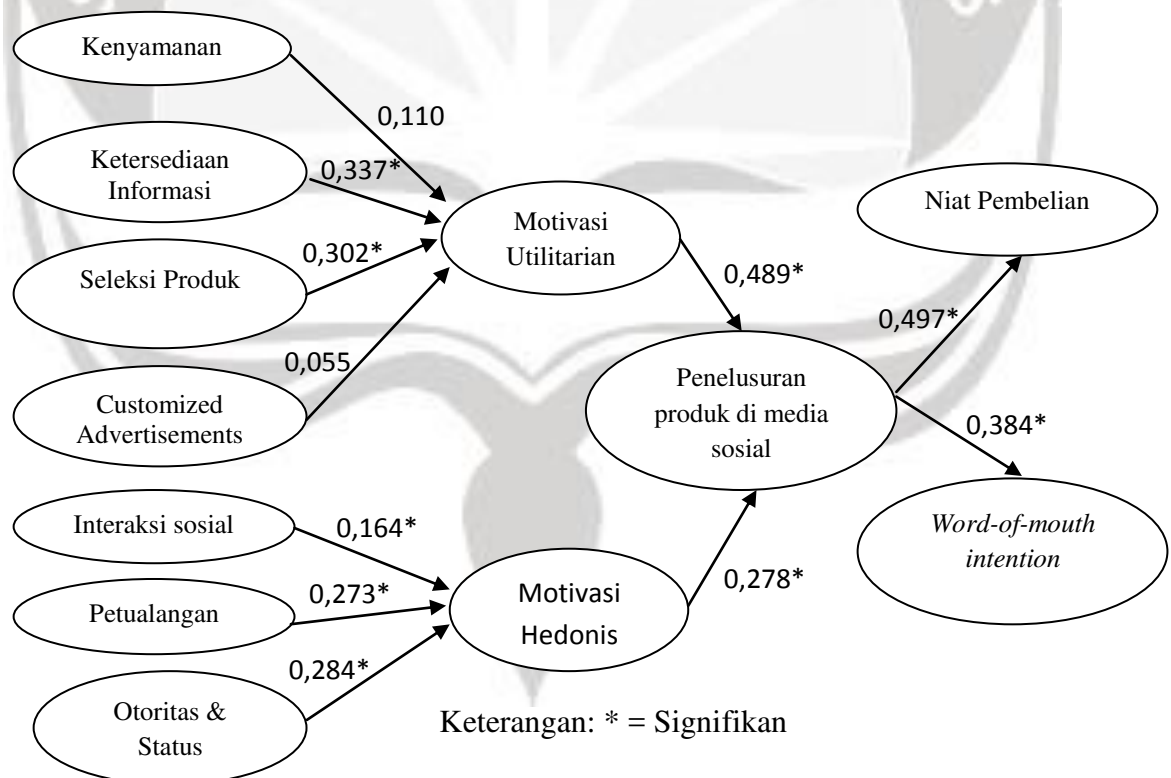 Kenyamanan
0,110
Ketersediaan
Informasi
0,337*
Motivasi
Utilitarian
Niat Pembelian
Seleksi Produk
0,302*
0,489*
0,497*
0,055
Customized
Advertisements
Penelusuran
produk di media
sosial
0,384*
Interaksi sosial
0,164*
Word-of-mouth
intention
Petualangan
0,273*
Motivasi
Hedonis
0,278*
0,284*
Otoritas &
Status
Keterangan: * = Signifikan